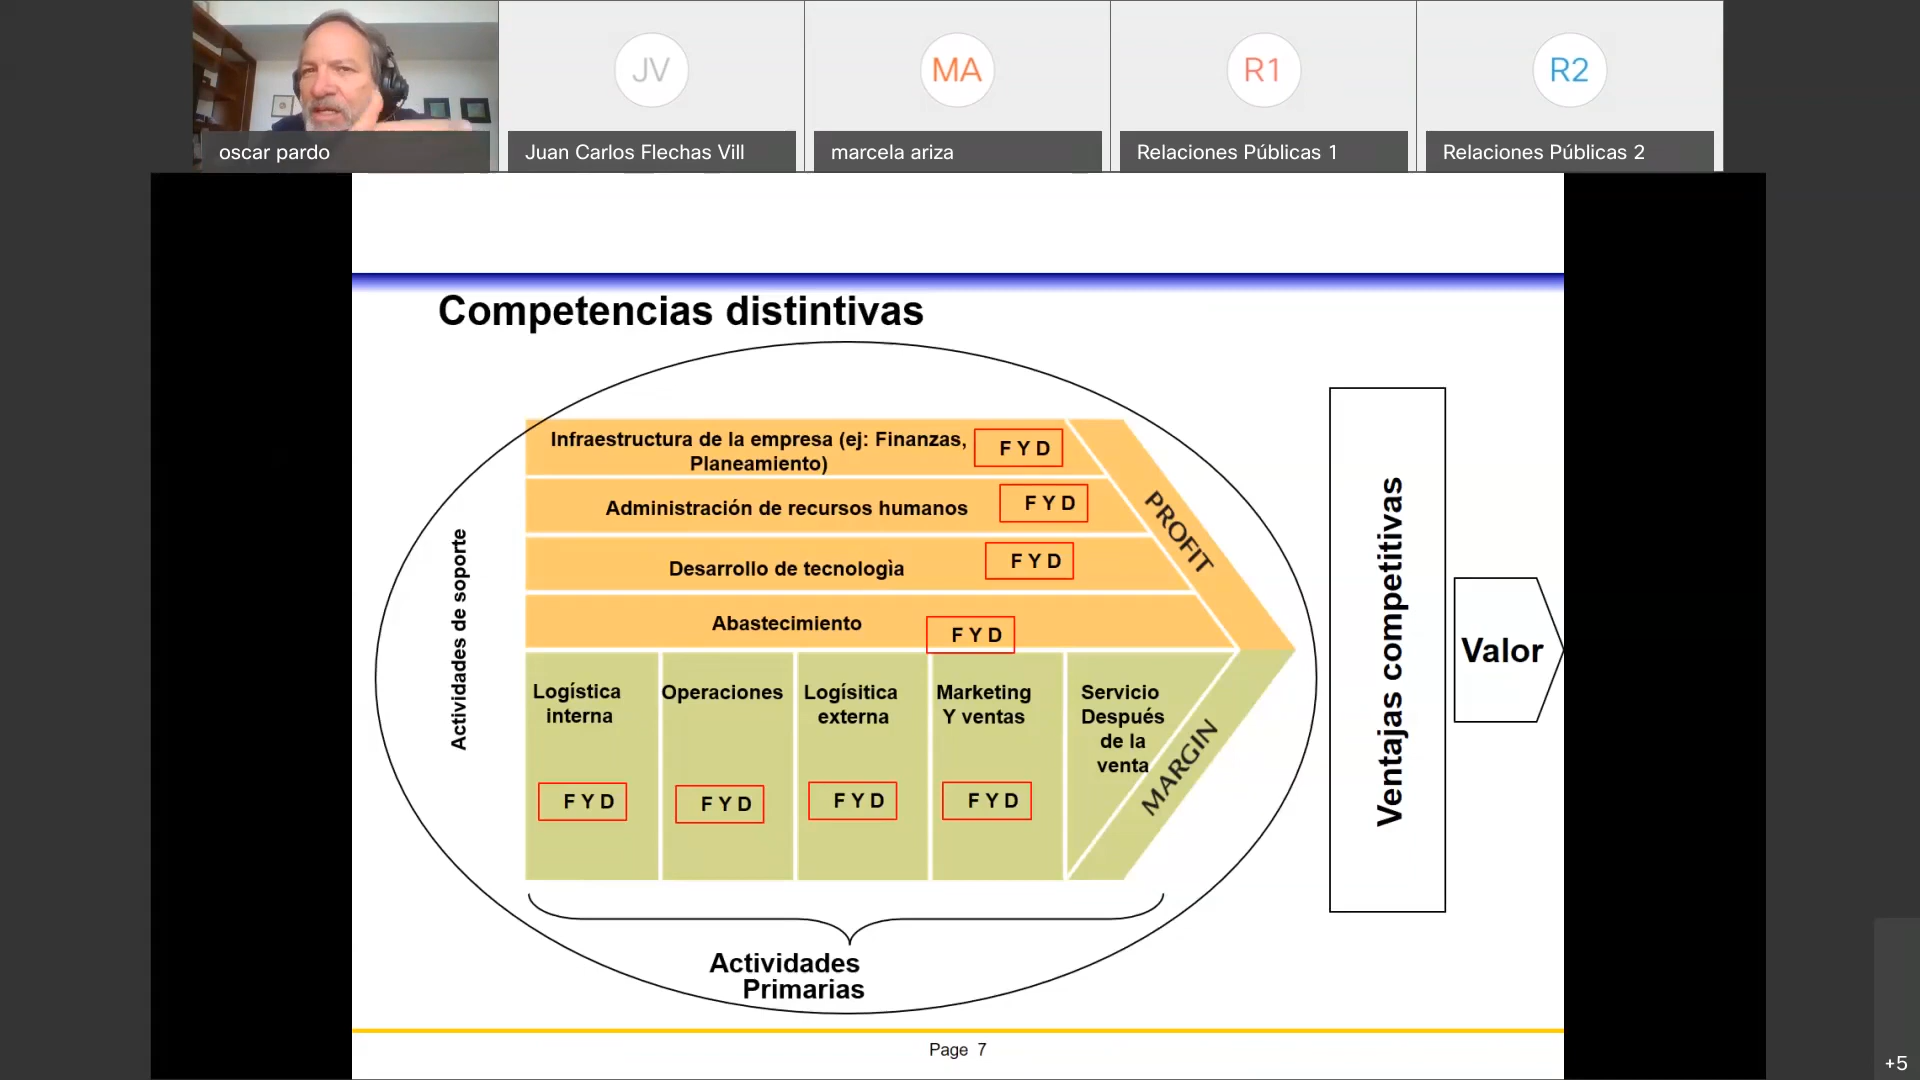 JV
MA
R1
R2
oscar pardo
Juan Carlos Flechas Vill
marcela ariza
Relaciones Públicas 1
Relaciones Públicas 2
Competencias distintivas
Actividades de soporte
Infraestructura de la empresa (ej: Finanzas,
Planeamiento)
F Y D
Administración de recursos humanos
F Y D
Desarrollo de tecnologìa
F Y D
Abastecimiento
F Y D
PROFIT
Logística
interna
F Y D
Operaciones
F Y D
Logísitica
externa
F Y D
Marketing
Y ventas
F Y D
Servicio
Después
de la
venta
MARGIN
Actividades
Primarias
Ventajas competitivas
Valor
Page 7
+5